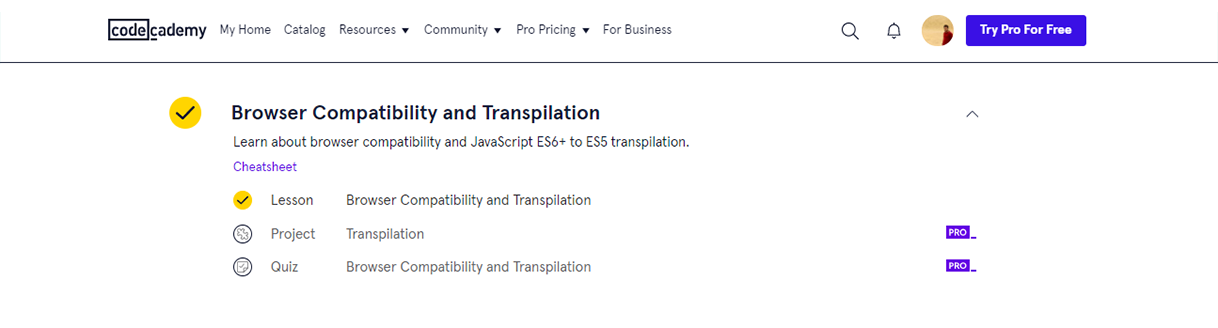 codecademy My Home Catalog Resources Community Pro Pricing For Business Try Pro For Free
Browser Compatibility and Transpilation
Learn about browser compatibility and JavaScript ES6+ to ES5 transpilation.
Cheatsheet
Lesson Browser Compatibility and Transpilation
Project Transpilation PRO
Quiz Browser Compatibility and Transpilation PRO